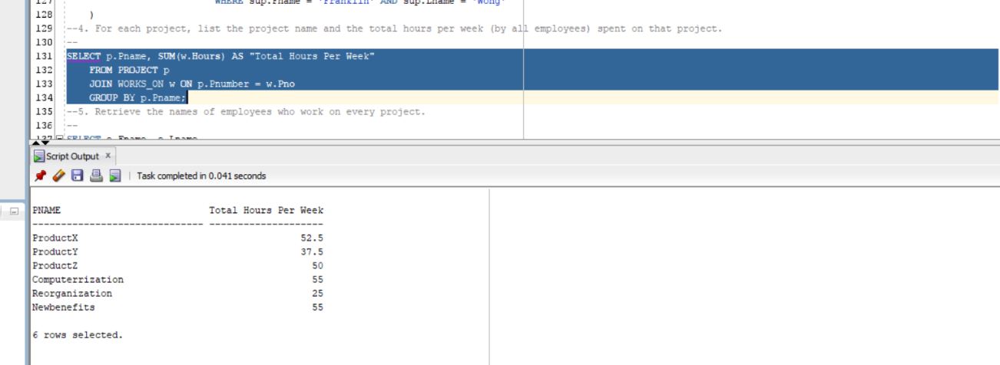 127 WHERE sup.Fname = 'Franklin' AND sup.Lname = 'Wong'
128 )
129 --4. For each project, list the project name and the total hours per week (by all employees) spent on that project.
130 --
131 SELECT p.Pname, SUM(w.Hours) AS "Total Hours Per Week"
132 FROM PROJECT p
133 JOIN WORKS_ON w ON p.Pnumber = w.Pno
134 GROUP BY p.Pname;
135 --5. Retrieve the names of employees who work on every project.
136 --
137 SELECT e.Fname, e.Lname
Script Output x
Task completed in 0.041 seconds
PNAME Total Hours Per Week
------------------------------ --------------------
ProductX 52.5
ProductY 37.5
ProductZ 50
Computerrization 55
Reorganization 25
Newbenefits 55
6 rows selected.